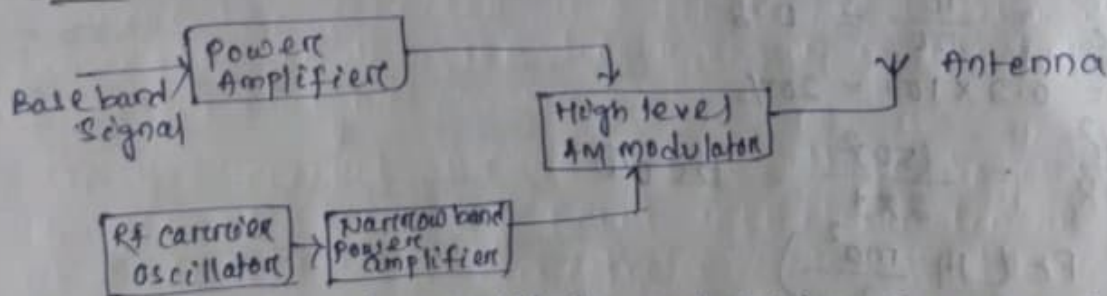 Power
Amplifier
Base band
Signal
High level
AM modulator
Antenna
Rf carrier
oscillator
Narrow band
power
amplifier